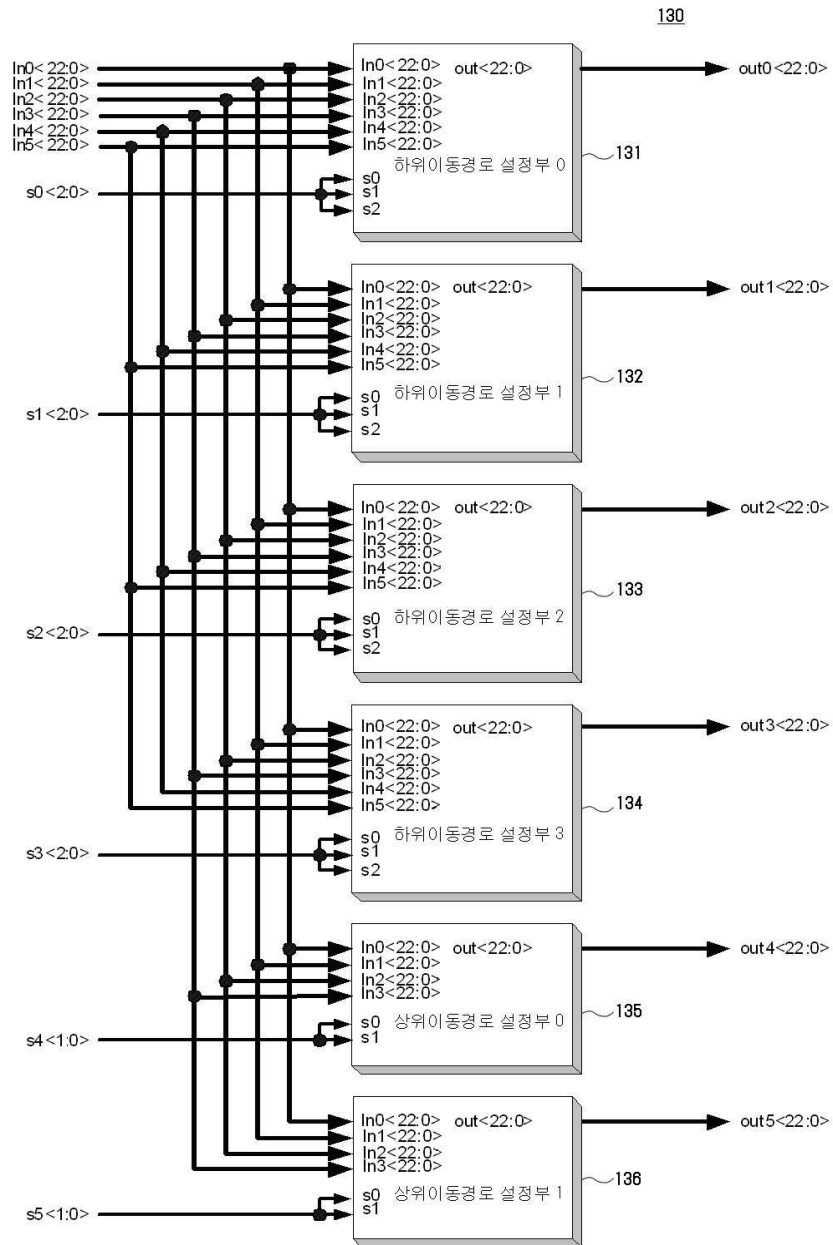 130
In0<22:0>
In1<22:0>
In2<22:0>
In3<22:0>
In4<22:0>
In5<22:0>
s0<2:0>
In0<22:0> out<22:0>
In1<22:0>
In2<22:0>
In3<22:0>
In4<22:0>
In5<22:0>
하위이동경로 설정부 0
s0
s1
s2
out0<22:0>
131
s1<2:0>
In0<22:0> out<22:0>
In1<22:0>
In2<22:0>
In3<22:0>
In4<22:0>
In5<22:0>
s0 하위이동경로 설정부 1
s1
s2
out1<22:0>
132
s2<2:0>
In0<22:0> out<22:0>
In1<22:0>
In2<22:0>
In3<22:0>
In4<22:0>
In5<22:0>
s0 하위이동경로 설정부 2
s1
s2
out2<22:0>
133
s3<2:0>
In0<22:0> out<22:0>
In1<22:0>
In2<22:0>
In3<22:0>
In4<22:0>
In5<22:0>
s0 하위이동경로 설정부 3
s1
s2
out3<22:0>
134
s4<1:0>
In0<22:0> out<22:0>
In1<22:0>
In2<22:0>
In3<22:0>
s0 상위이동경로 설정부 0
s1
out4<22:0>
135
s5<1:0>
In0<22:0> out<22:0>
In1<22:0>
In2<22:0>
In3<22:0>
s0 상위이동경로 설정부 1
s1
out5<22:0>
136